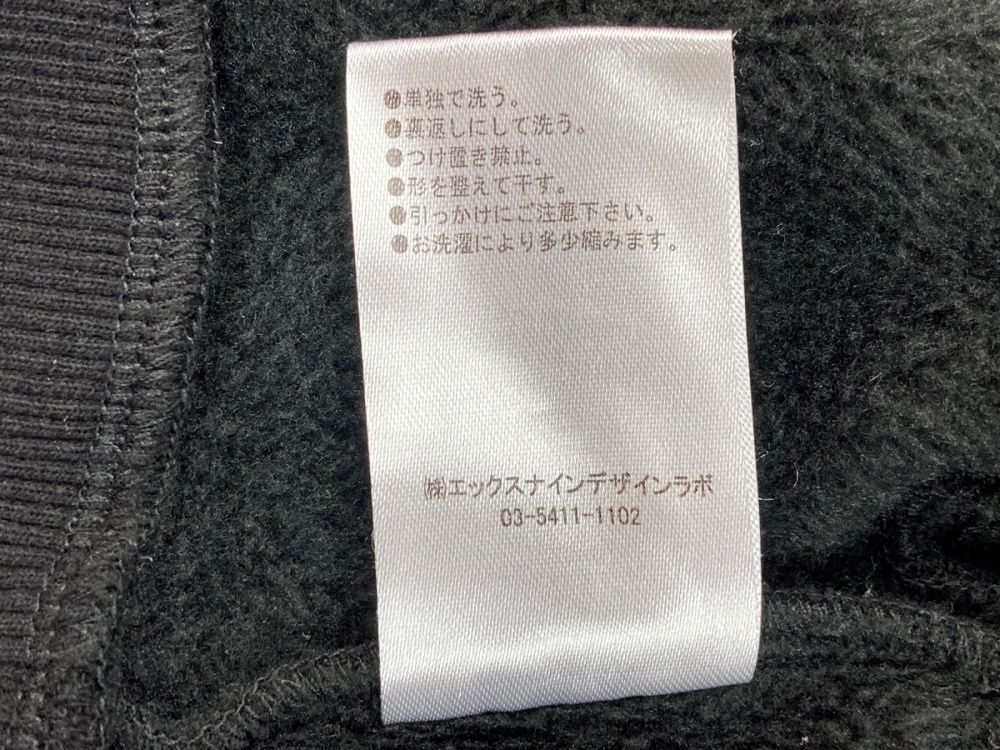 ●単独で洗う。
●裏返しにして洗う。
●つけ置き禁止。
●形を整えて干す。
●引っかけにご注意下さい。
●お洗濯により多少縮みます。
㈱エックスナインデザインラボ
03-5411-1102